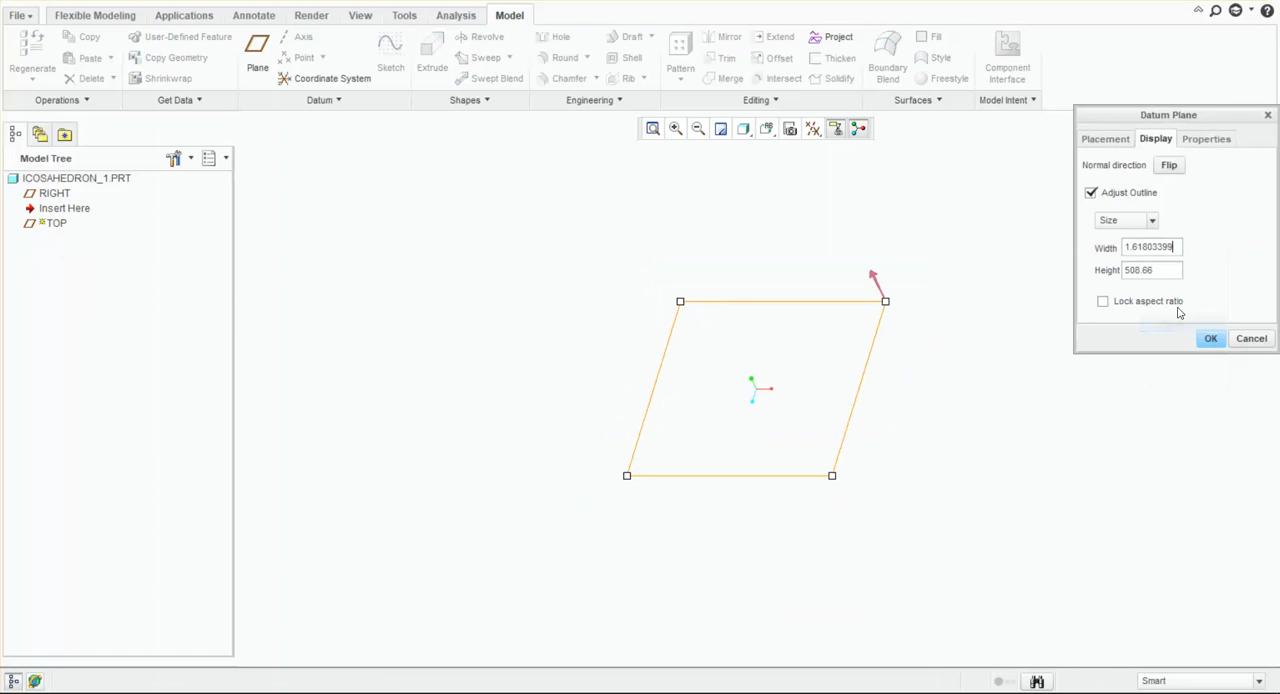 File Flexible Modeling Applications Annotate Render View Tools Analysis Model
Regenerate Copy Paste Delete
User-Defined Feature Copy Geometry Shrinkwrap
Plane Axis Point Coordinate System
Sketch Extrude Revolve Sweep Swept Blend
Hole Round Chamfer Draft Shell Rib
Pattern Mirror Trim Merge Extend Offset Intersect Project Thicken Solidify
Boundary Blend Fill Style Freestyle
Component Interface
Operations Get Data Datum Shapes Engineering Editing Surfaces Model Intent
Model Tree
ICOSAHEDRON_1.PRT
RIGHT
Insert Here
TOP
Datum Plane
Placement Display Properties
Normal direction Flip
Adjust Outline
Size
Width 1.61803399
Height 508.66
Lock aspect ratio
OK Cancel
Smart